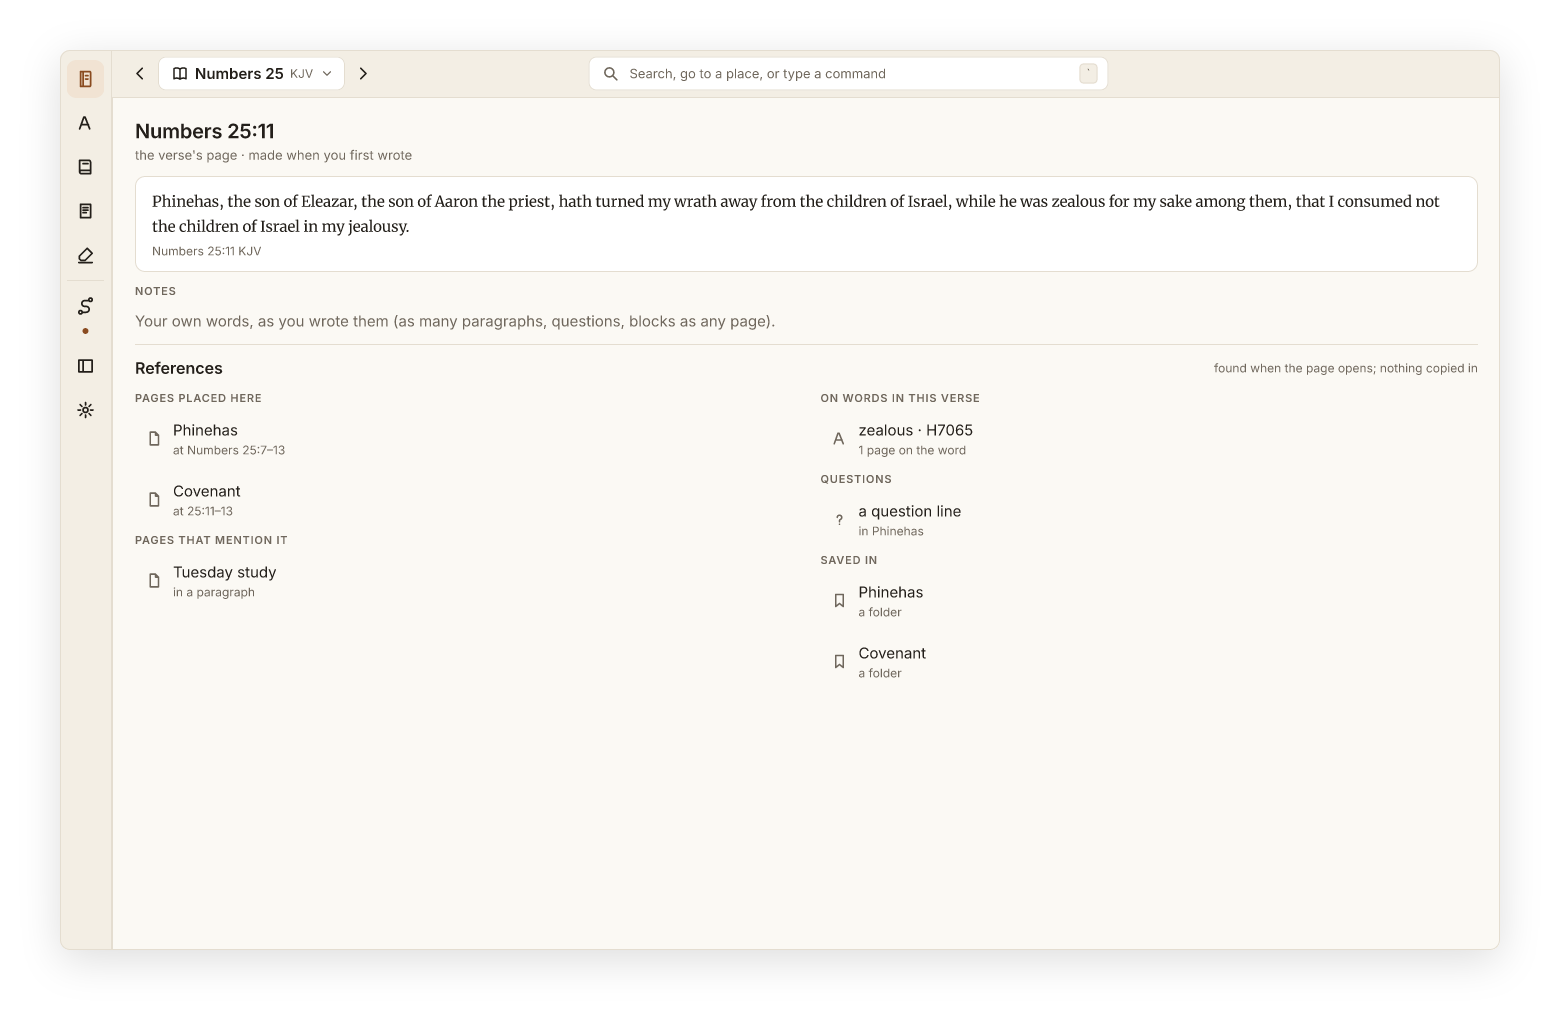 Numbers 25 KJV
Search, go to a place, or type a command
Numbers 25:11
the verse's page · made when you first wrote
Phinehas, the son of Eleazar, the son of Aaron the priest, hath turned my wrath away from the children of Israel, while he was zealous for my sake among them, that I consumed not
the children of Israel in my jealousy.
Numbers 25:11 KJV
NOTES
Your own words, as you wrote them (as many paragraphs, questions, blocks as any page).
References
found when the page opens; nothing copied in
PAGES PLACED HERE
Phinehas
at Numbers 25:7–13
Covenant
at 25:11–13
PAGES THAT MENTION IT
Tuesday study
in a paragraph
ON WORDS IN THIS VERSE
A zealous · H7065
1 page on the word
QUESTIONS
? a question line
in Phinehas
SAVED IN
Phinehas
a folder
Covenant
a folder